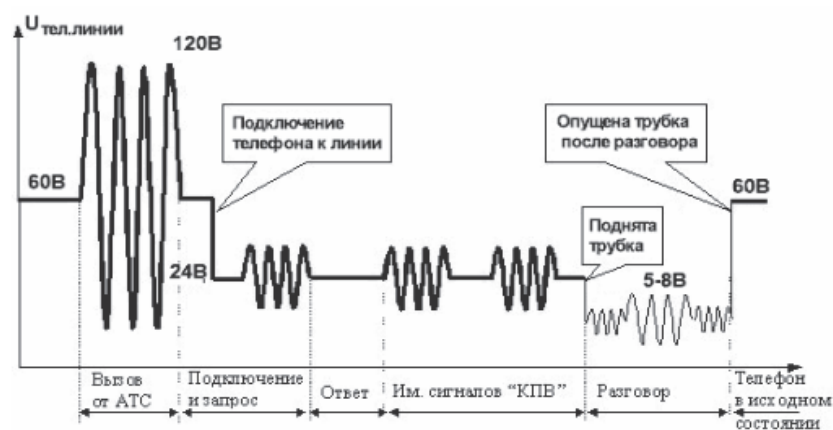 U тел.линии
120В
Подключение
телефона к линии
Опущена трубка
после разговора
60В
60В
Поднята
трубка
24В
5-8В
Вызов
от АТС
Подключение
и запрос
Ответ
Им. сигналов “КПВ”
Разговор
Телефон
в исходном
состоянии